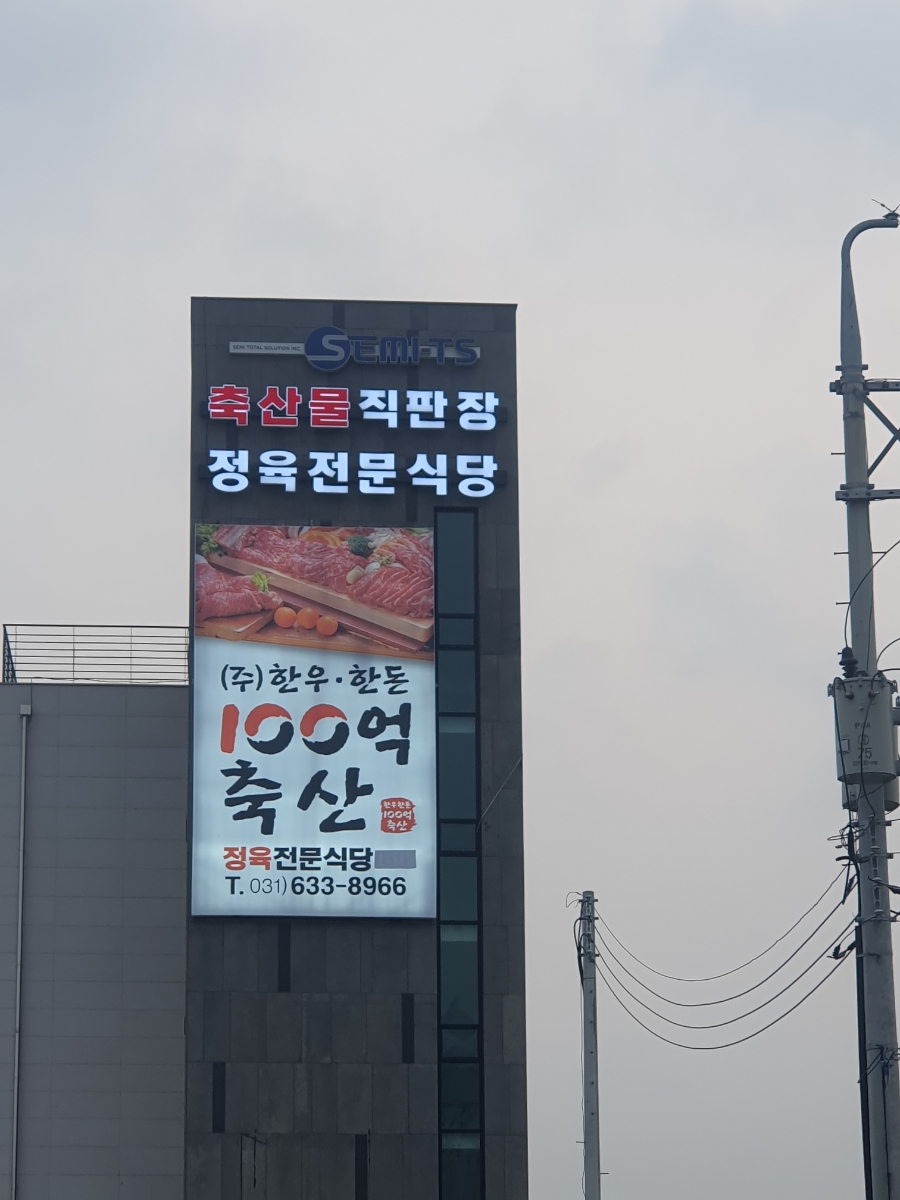 SEMI TOTAL SOLUTION INC. SEMI-TS
축산물직판장
정육전문식당
(주)한우·한돈
100억
축산
한우한돈
100억
축산
정육전문식당
T. 031)633-8966
75